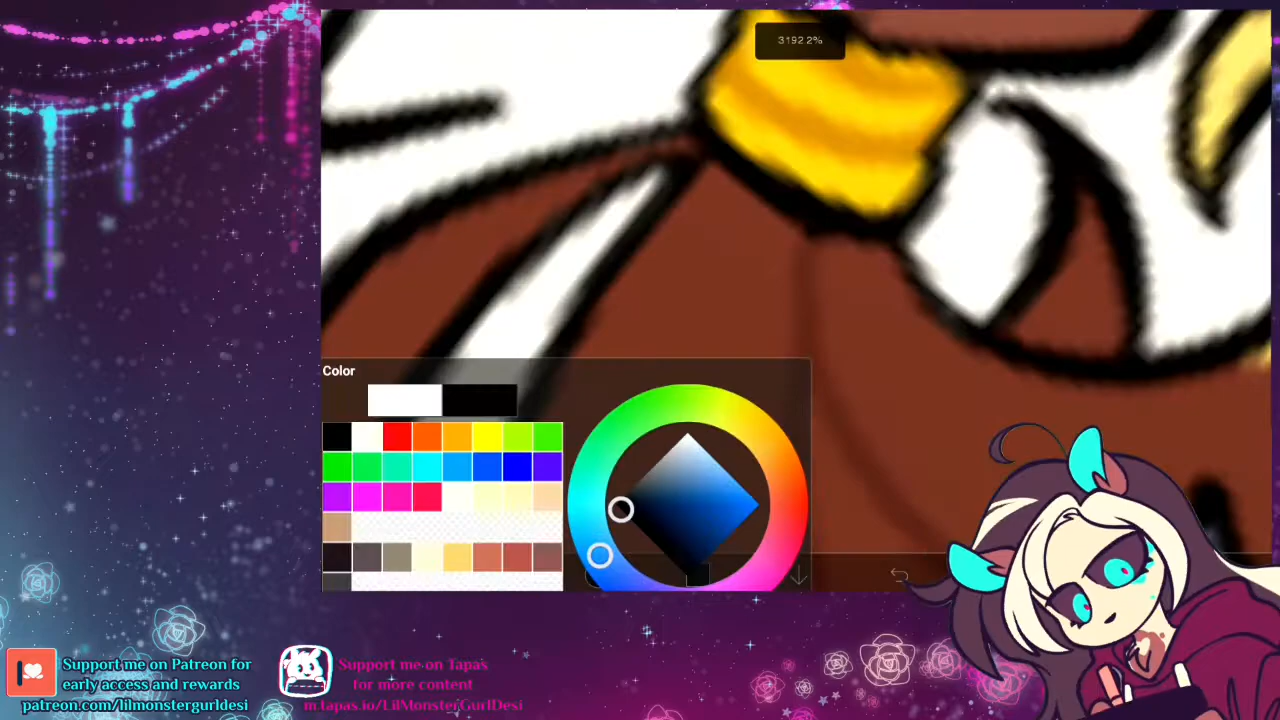 3192.2%
Color
Support me on Patreon for
early access and rewards
patreon.com/lilmonstergurldesi
Support me on Tapas
for more content
m.tapas.io/LilMonsterGurlDesi